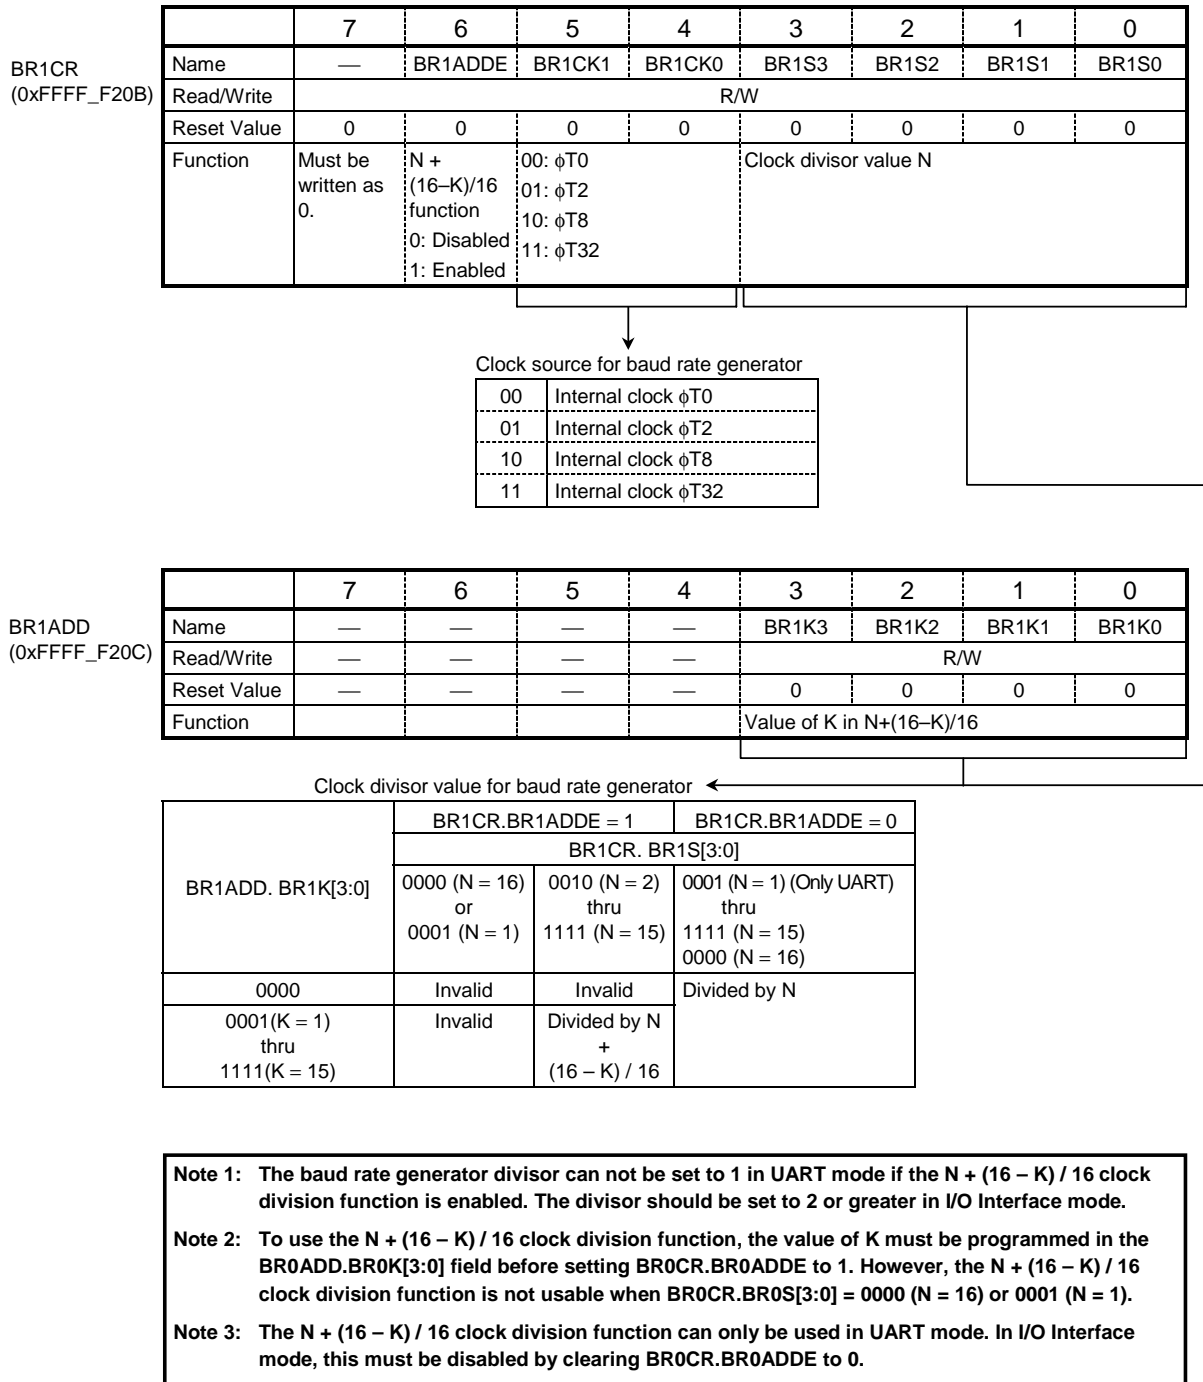 7 6 5 4 3 2 1 0
BR1CR
(0xFFFF_F20B)
Name — BR1ADDE BR1CK1 BR1CK0 BR1S3 BR1S2 BR1S1 BR1S0
Read/Write R/W
Reset Value 0 0 0 0 0 0 0 0
Function Must be written as 0. N + (16–K)/16 function 0: Disabled 1: Enabled 00: ϕT0 01: ϕT2 10: ϕT8 11: ϕT32 Clock divisor value N
Clock source for baud rate generator
00 Internal clock ϕT0
01 Internal clock ϕT2
10 Internal clock ϕT8
11 Internal clock ϕT32
7 6 5 4 3 2 1 0
BR1ADD
(0xFFFF_F20C)
Name — — — — BR1K3 BR1K2 BR1K1 BR1K0
Read/Write — — — — R/W
Reset Value — — — — 0 0 0 0
Function Value of K in N+(16–K)/16
Clock divisor value for baud rate generator
BR1CR.BR1ADDE = 1 BR1CR.BR1ADDE = 0
BR1CR. BR1S[3:0]
BR1ADD. BR1K[3:0]
0000 (N = 16) 0010 (N = 2) 0001 (N = 1) (Only UART)
or thru thru
0001 (N = 1) 1111 (N = 15) 1111 (N = 15)
0000 (N = 16)
0000 Invalid Invalid Divided by N
0001(K = 1) Invalid Divided by N
thru +
1111(K = 15) (16 – K) / 16
Note 1: The baud rate generator divisor can not be set to 1 in UART mode if the N + (16 – K) / 16 clock
division function is enabled. The divisor should be set to 2 or greater in I/O Interface mode.
Note 2: To use the N + (16 – K) / 16 clock division function, the value of K must be programmed in the
BR0ADD.BR0K[3:0] field before setting BR0CR.BR0ADDE to 1. However, the N + (16 – K) / 16
clock division function is not usable when BR0CR.BR0S[3:0] = 0000 (N = 16) or 0001 (N = 1).
Note 3: The N + (16 – K) / 16 clock division function can only be used in UART mode. In I/O Interface
mode, this must be disabled by clearing BR0CR.BR0ADDE to 0.